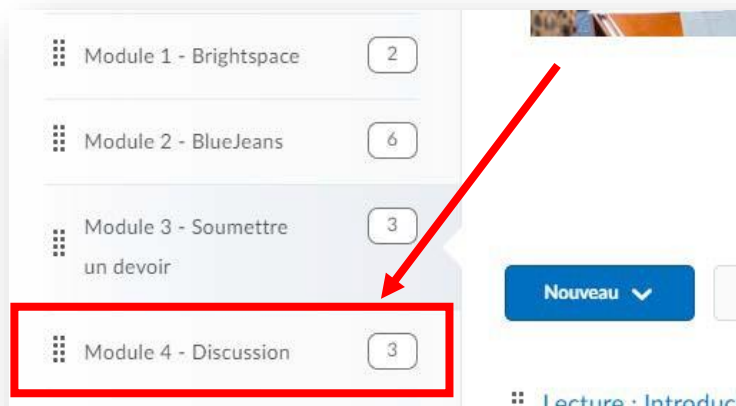 Module 1 - Brightspace
2
Module 2 - BlueJeans
6
Module 3 - Soumettre
3
un devoir
Nouveau
Module 4 - Discussion
3
Lecture :